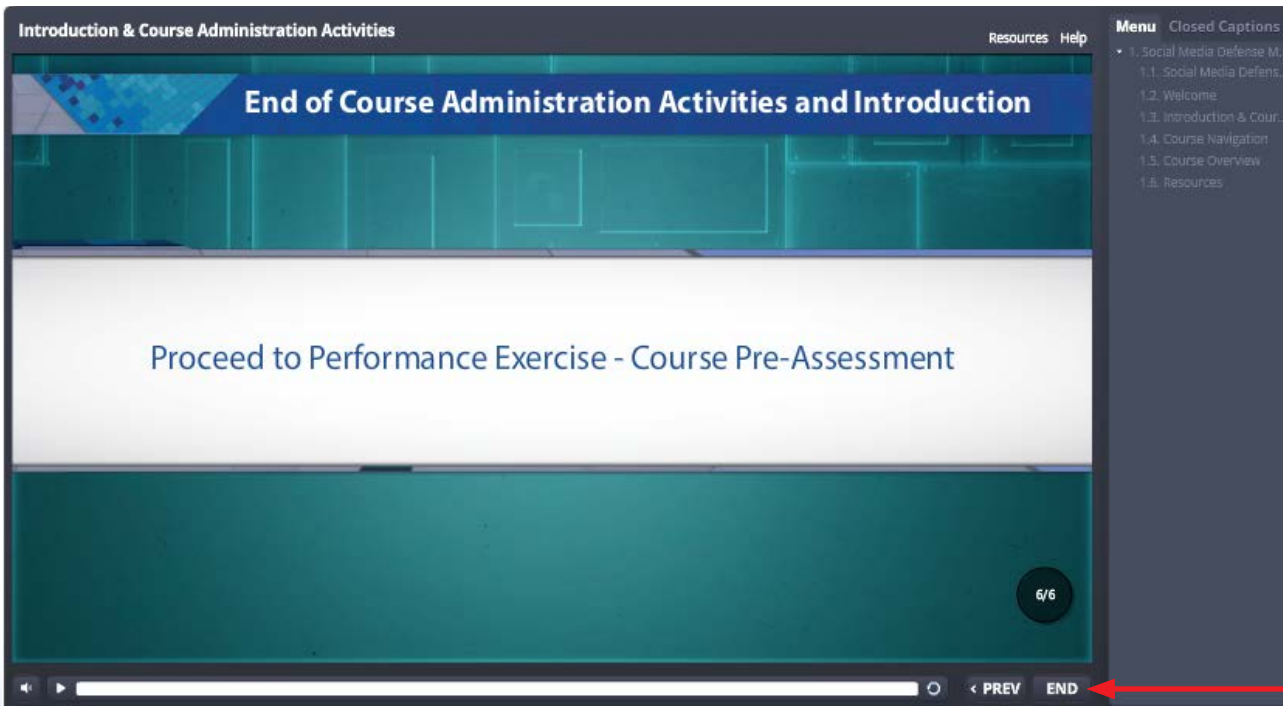 Introduction & Course Administration Activities
Resources Help
Menu Closed Captions
1. Social Media Defense M...
1.1. Social Media Defens...
1.2. Welcome
1.3. Introduction & Cour...
1.4. Course Navigation
1.5. Course Overview
1.6. Resources
End of Course Administration Activities and Introduction
Proceed to Performance Exercise - Course Pre-Assessment
6/6
< PREV END